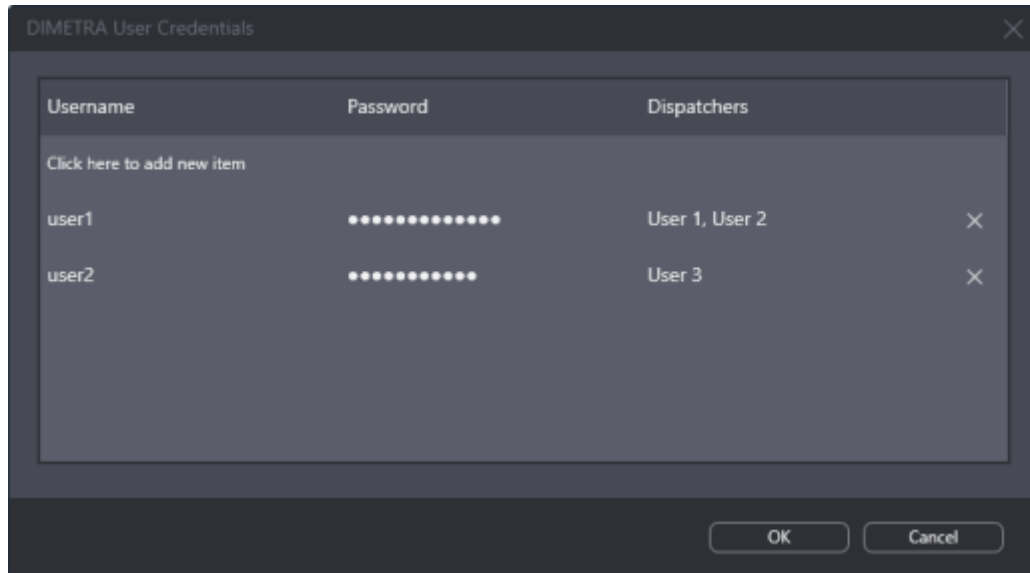 DIMETRA User Credentials
Username Password Dispatchers
Click here to add new item
user1 ●●●●●●●●●●●●● User 1, User 2
user2 ●●●●●●●●●●● User 3
OK Cancel